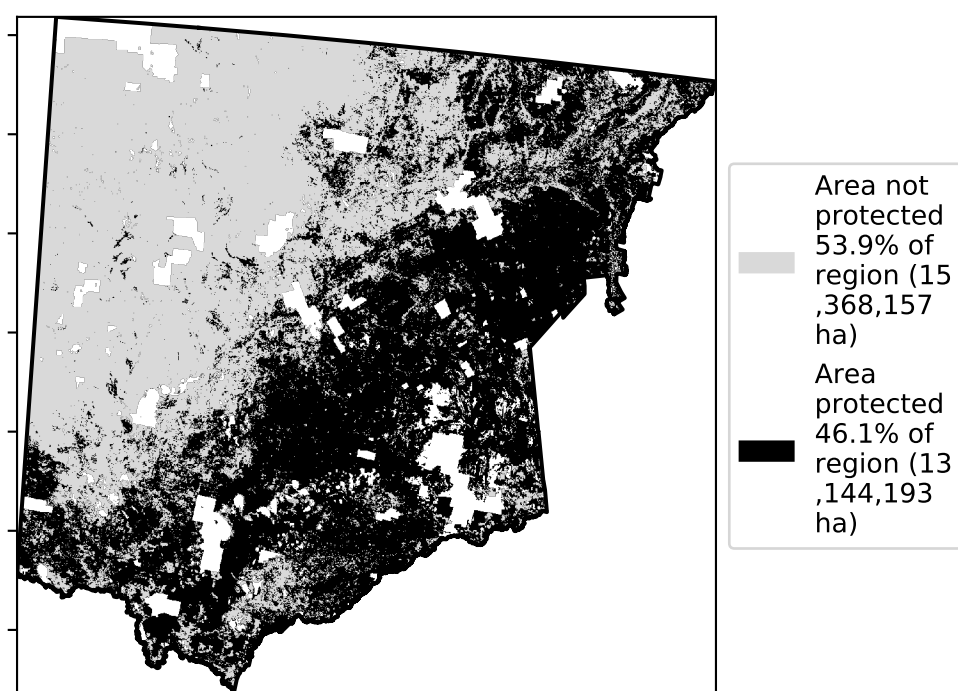 Area not
protected
53.9% of
region (15
,368,157
ha)
Area
protected
46.1% of
region (13
,144,193
ha)